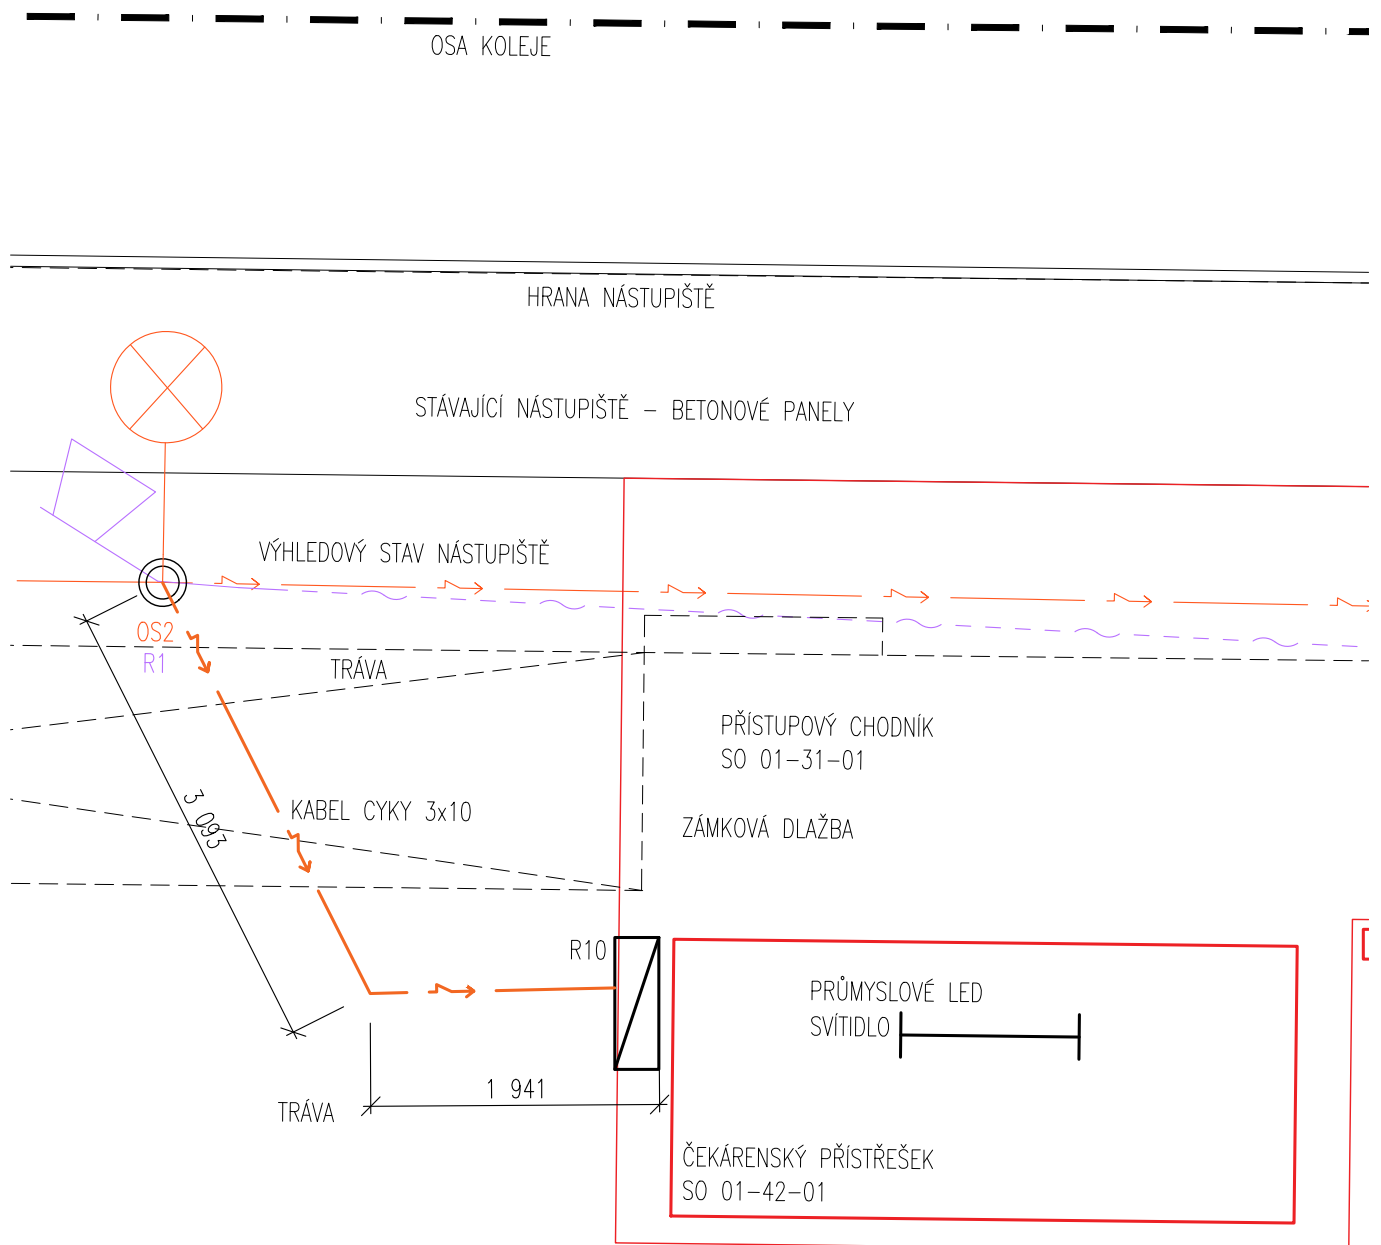 OSA KOLEJE
HRANA NÁSTUPIŠTĚ
STÁVAJÍCÍ NÁSTUPIŠTĚ – BETONOVÉ PANELY
VÝHLEDOVÝ STAV NÁSTUPIŠTĚ
OS2
R1
TRÁVA
PŘÍSTUPOVÝ CHODNÍK
SO 01–31–01
3 093
KABEL CYKY 3x10
ZÁMKOVÁ DLAŽBA
R10
PRŮMYSLOVÉ LED
SVÍTIDLO
1 941
TRÁVA
ČEKÁRENSKÝ PŘÍSTŘEŠEK
SO 01–42–01